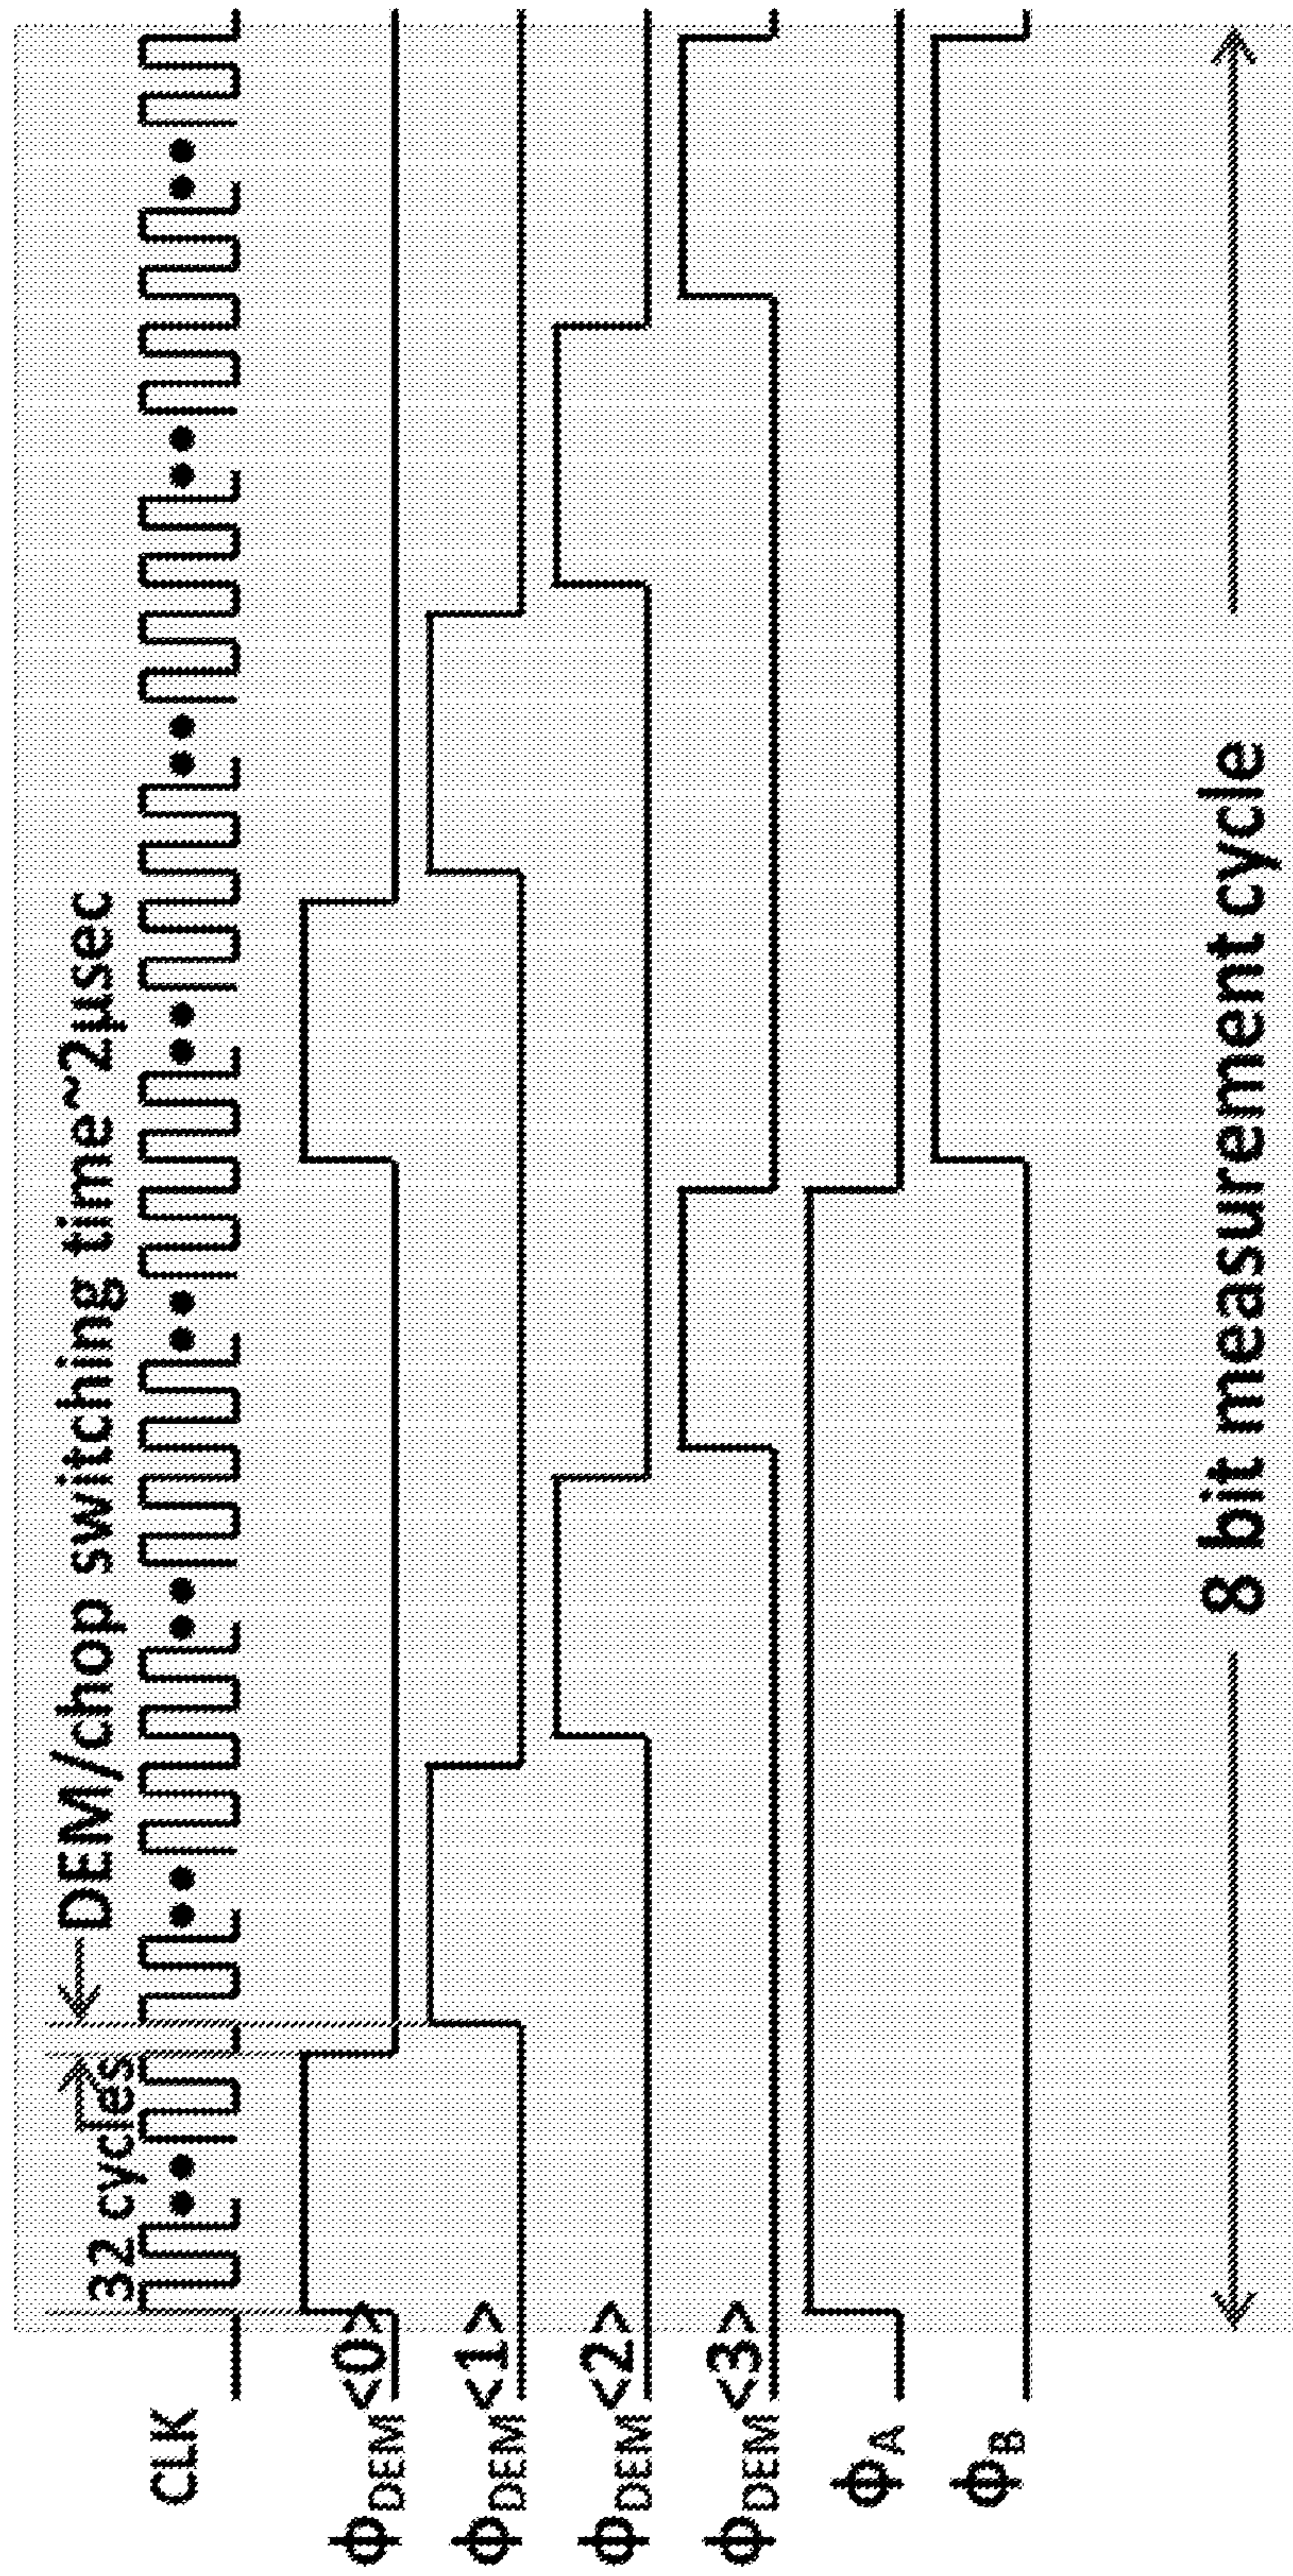 DEM/chop switching time~2μsec
32 cycles
CLK
ΦDEM<0>
ΦDEM<1>
ΦDEM<2>
ΦDEM<3>
ΦA
ΦB
8 bit measurement cycle